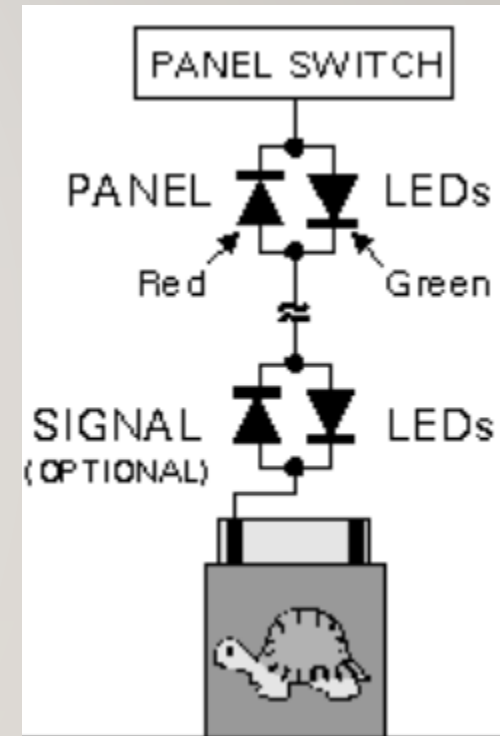 PANEL SWITCH
PANEL LEDs
Red Green
SIGNAL LEDs
(OPTIONAL)